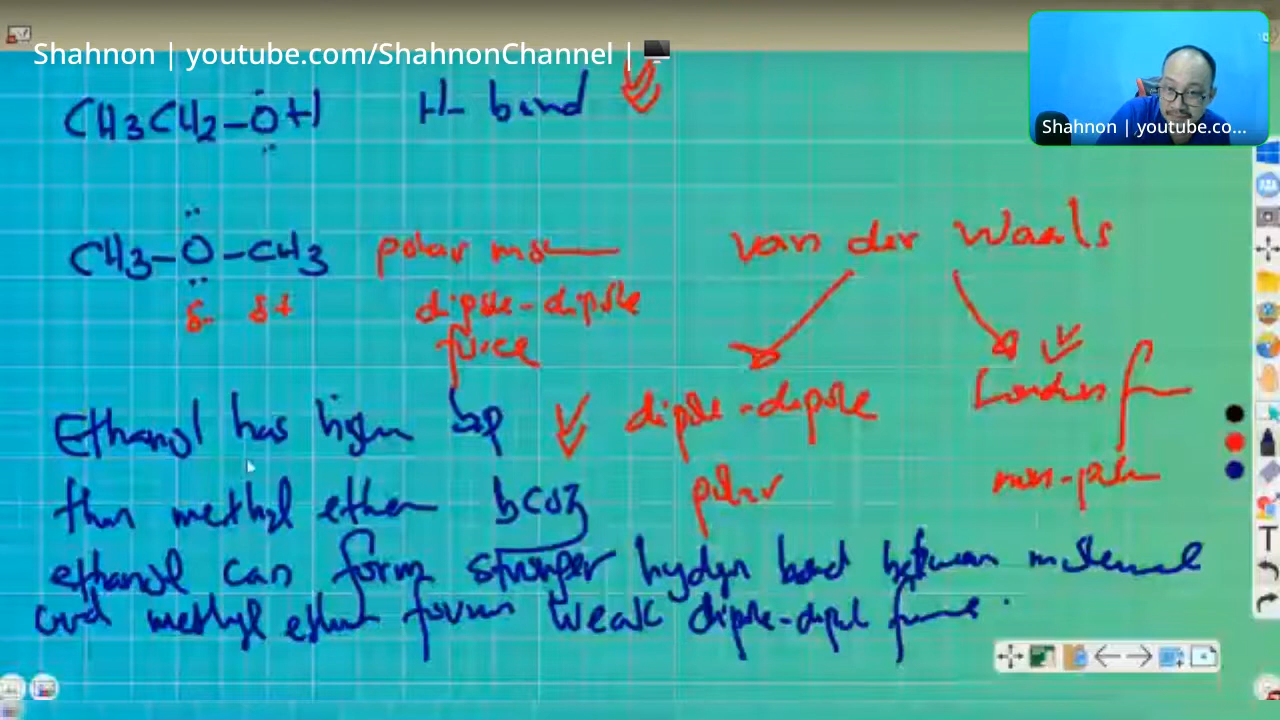 Shahnon | youtube.com/ShahnonChannel | 🖥️
Shahnon | youtube.co...
CH3CH2-ÖH H- bond
CH3-O-CH3 polar
δ- δ+ dipole-dipole
force
van der Waals
dipole-dipole London f
polar non-polar
Ethanol has higher bp
than methyl ether bcoz
ethanol can form stronger hydrogen bond between molecule
and methyl ether form weak dipole-dipole force.
T